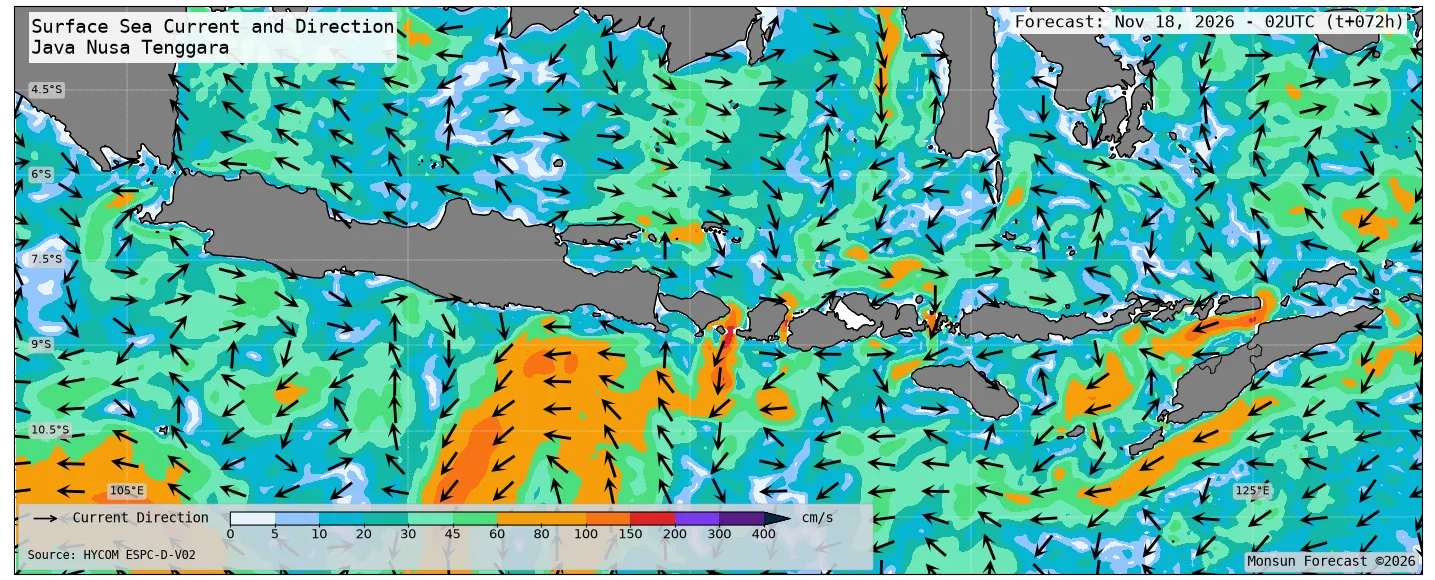 Surface Sea Current and Direction
Java Nusa Tenggara
Forecast: Nov 18, 2026 - 02UTC (t+072h)
4.5°S
6°S
7.5°S
9°S
10.5°S
105°E
125°E
Current Direction
0 5 10 20 30 45 60 80 100 150 200 300 400
cm/s
Source: HYCOM ESPC-D-V02
Monsun Forecast ©2026